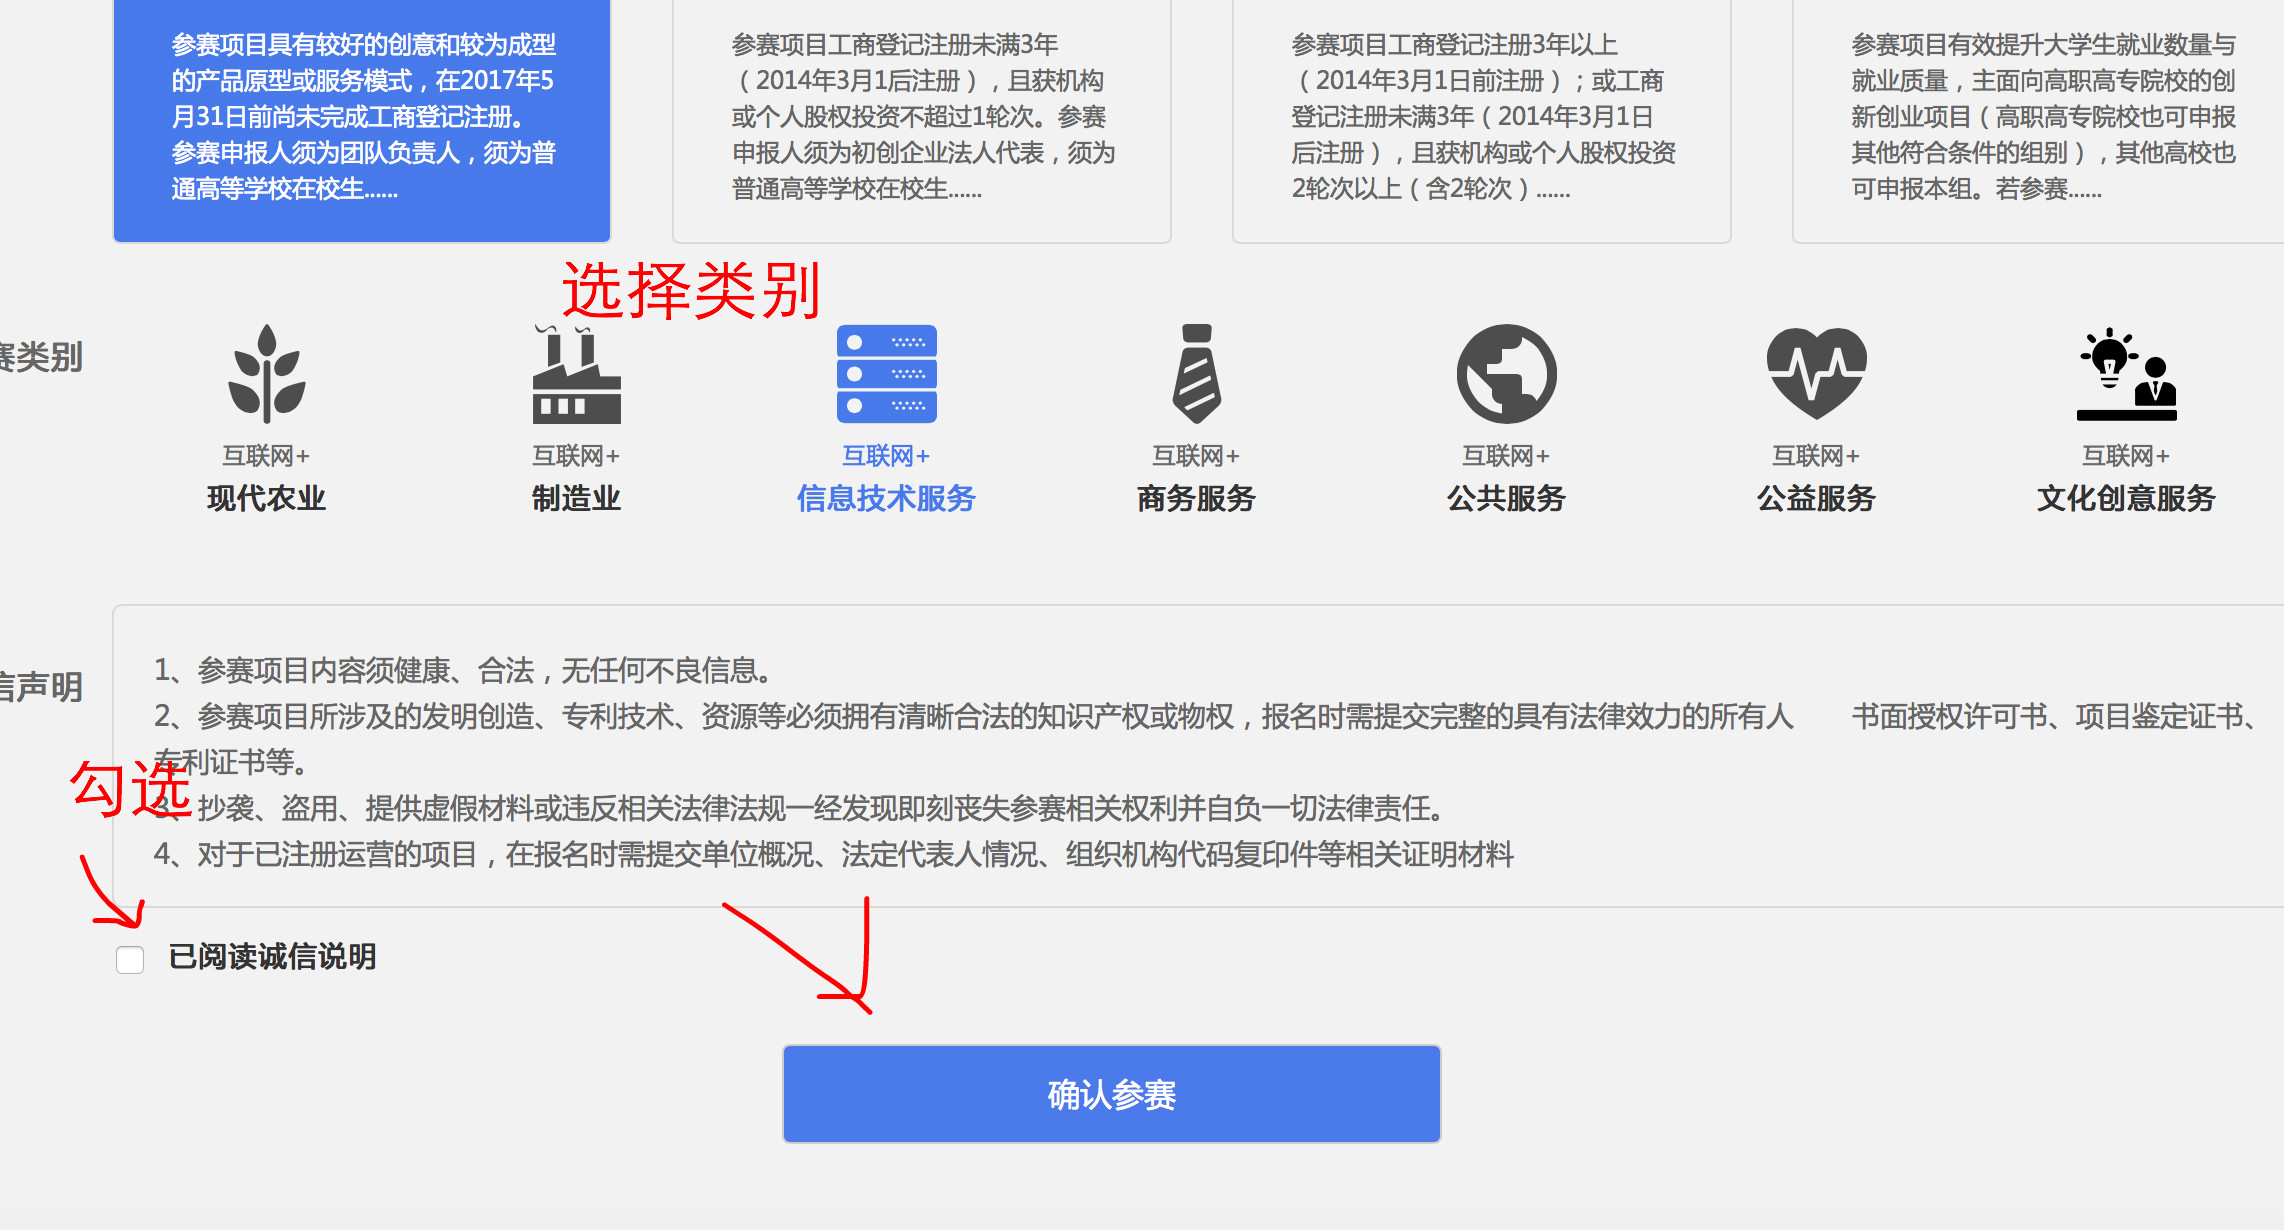 参赛项目具有较好的创意和较为成型
的产品原型或服务模式，在2017年5
月31日前尚未完成工商登记注册。
参赛申报人须为团队负责人，须为普
通高等学校在校生......
参赛项目工商登记注册未满3年
（2014年3月1后注册），且获机构
或个人股权投资不超过1轮次。参赛
申报人须为初创企业法人代表，须为
普通高等学校在校生......
参赛项目工商登记注册3年以上
（2014年3月1日前注册）；或工商
登记注册未满3年（2014年3月1日
后注册），且获机构或个人股权投资
2轮次以上（含2轮次）......
参赛项目有效提升大学生就业数量与
就业质量，主面向高职高专院校的创
新创业项目（高职高专院校也可申报
其他符合条件的组别），其他高校也
可申报本组。若参赛......
选择类别
赛类别
互联网+
现代农业
互联网+
制造业
互联网+
信息技术服务
互联网+
商务服务
互联网+
公共服务
互联网+
公益服务
互联网+
文化创意服务
信声明
1、参赛项目内容须健康、合法，无任何不良信息。
2、参赛项目所涉及的发明创造、专利技术、资源等必须拥有清晰合法的知识产权或物权，报名时需提交完整的具有法律效力的所有人 书面授权许可书、项目鉴定证书、
专利证书等。
勾选
3、抄袭、盗用、提供虚假材料或违反相关法律法规一经发现即刻丧失参赛相关权利并自负一切法律责任。
4、对于已注册运营的项目，在报名时需提交单位概况、法定代表人情况、组织机构代码复印件等相关证明材料
已阅读诚信说明
确认参赛